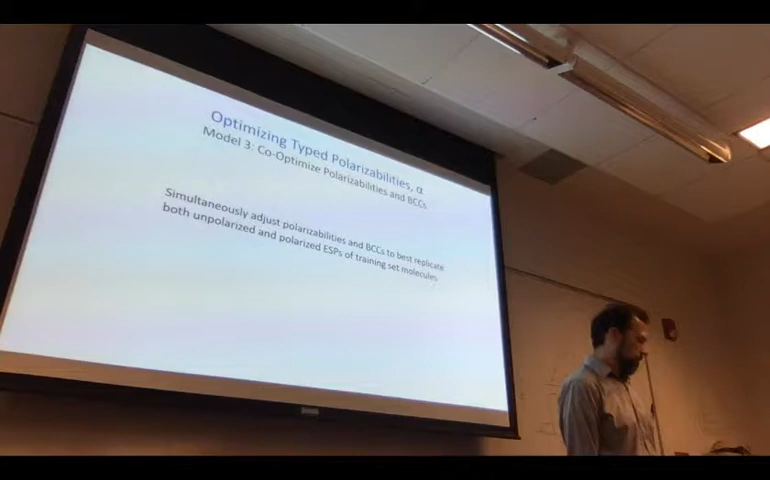 Optimizing Typed Polarizabilities, α
Model 3: Co-Optimize Polarizabilities and BCCs
Simultaneously adjust polarizabilities and BCCs to best replicate
both unpolarized and polarized ESPs of training set molecules